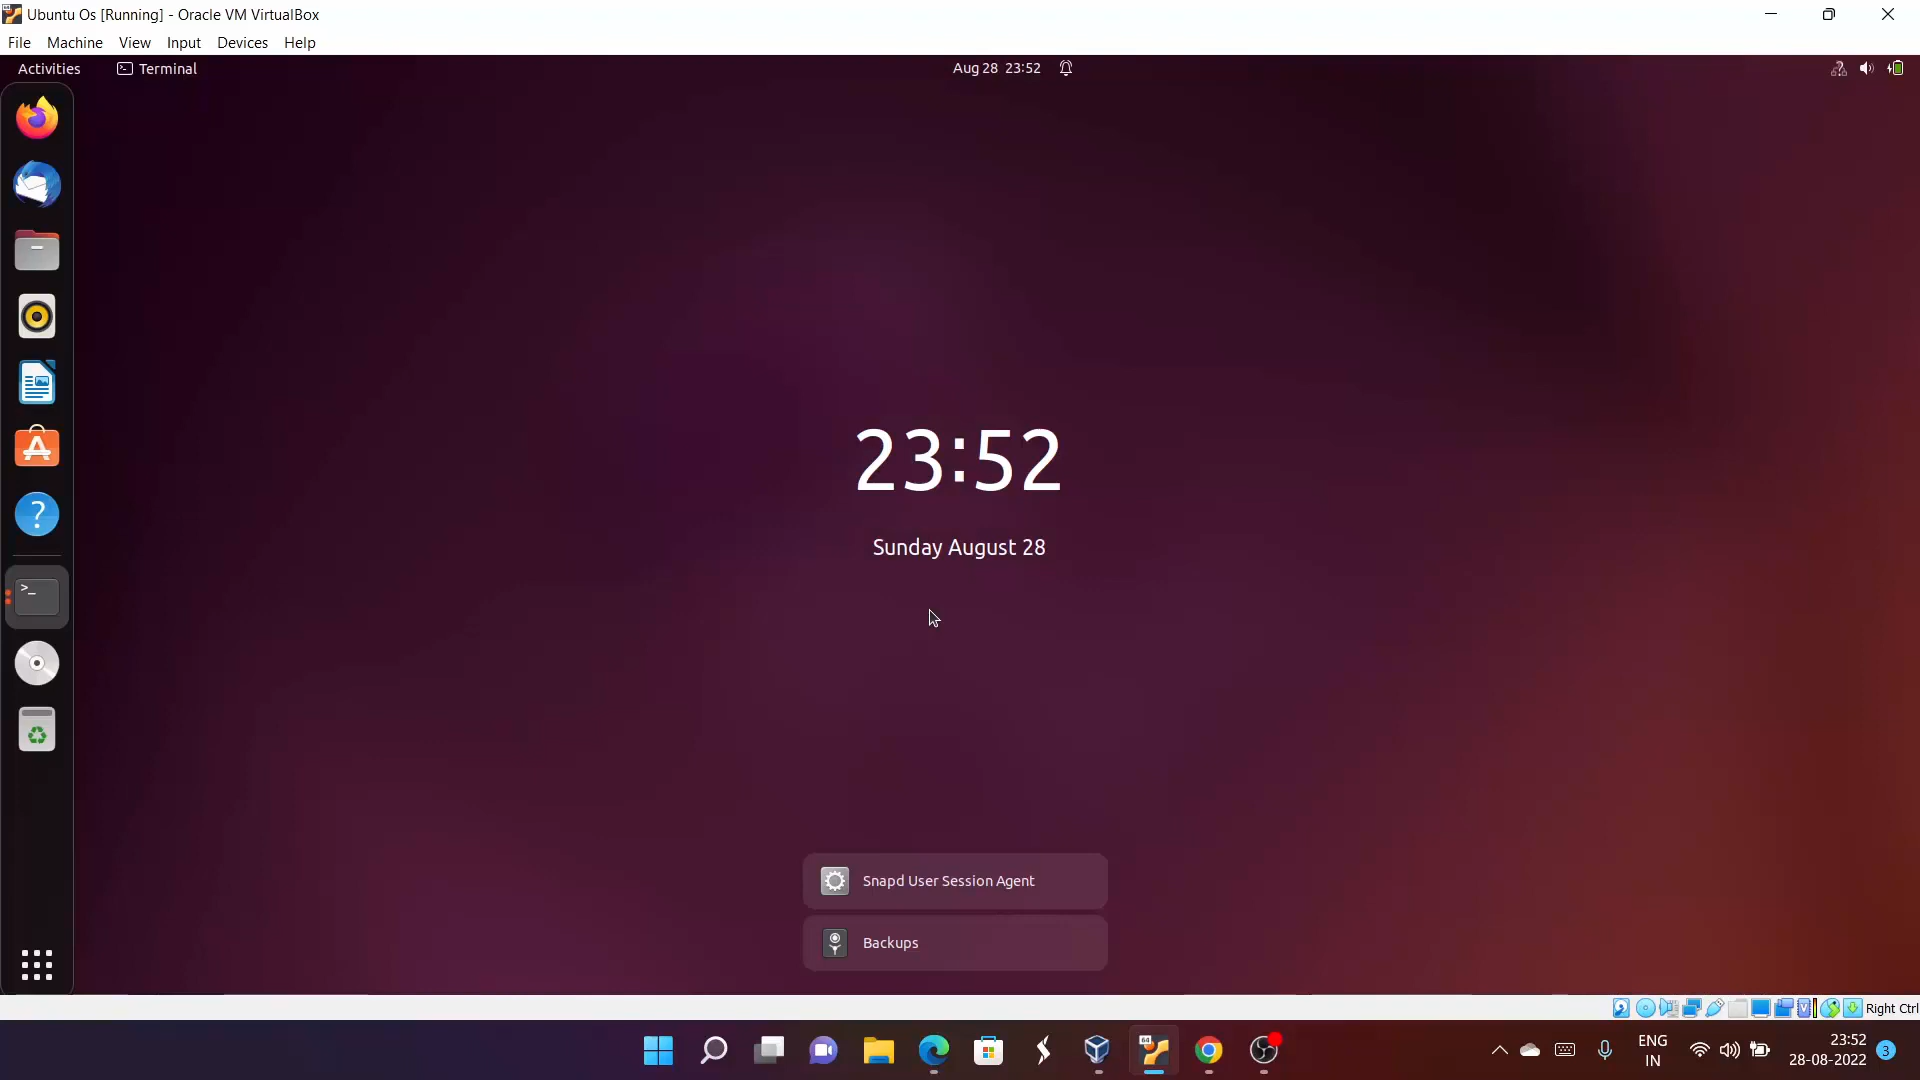 Ubuntu Os [Running] - Oracle VM VirtualBox
File Machine View Input Devices Help
Activities >_ Terminal Aug 28 23:52
23:52
Sunday August 28
>_
Snapd User Session Agent
Backups
Right Ctrl
64
ENG
IN
23:52
28-08-2022 3